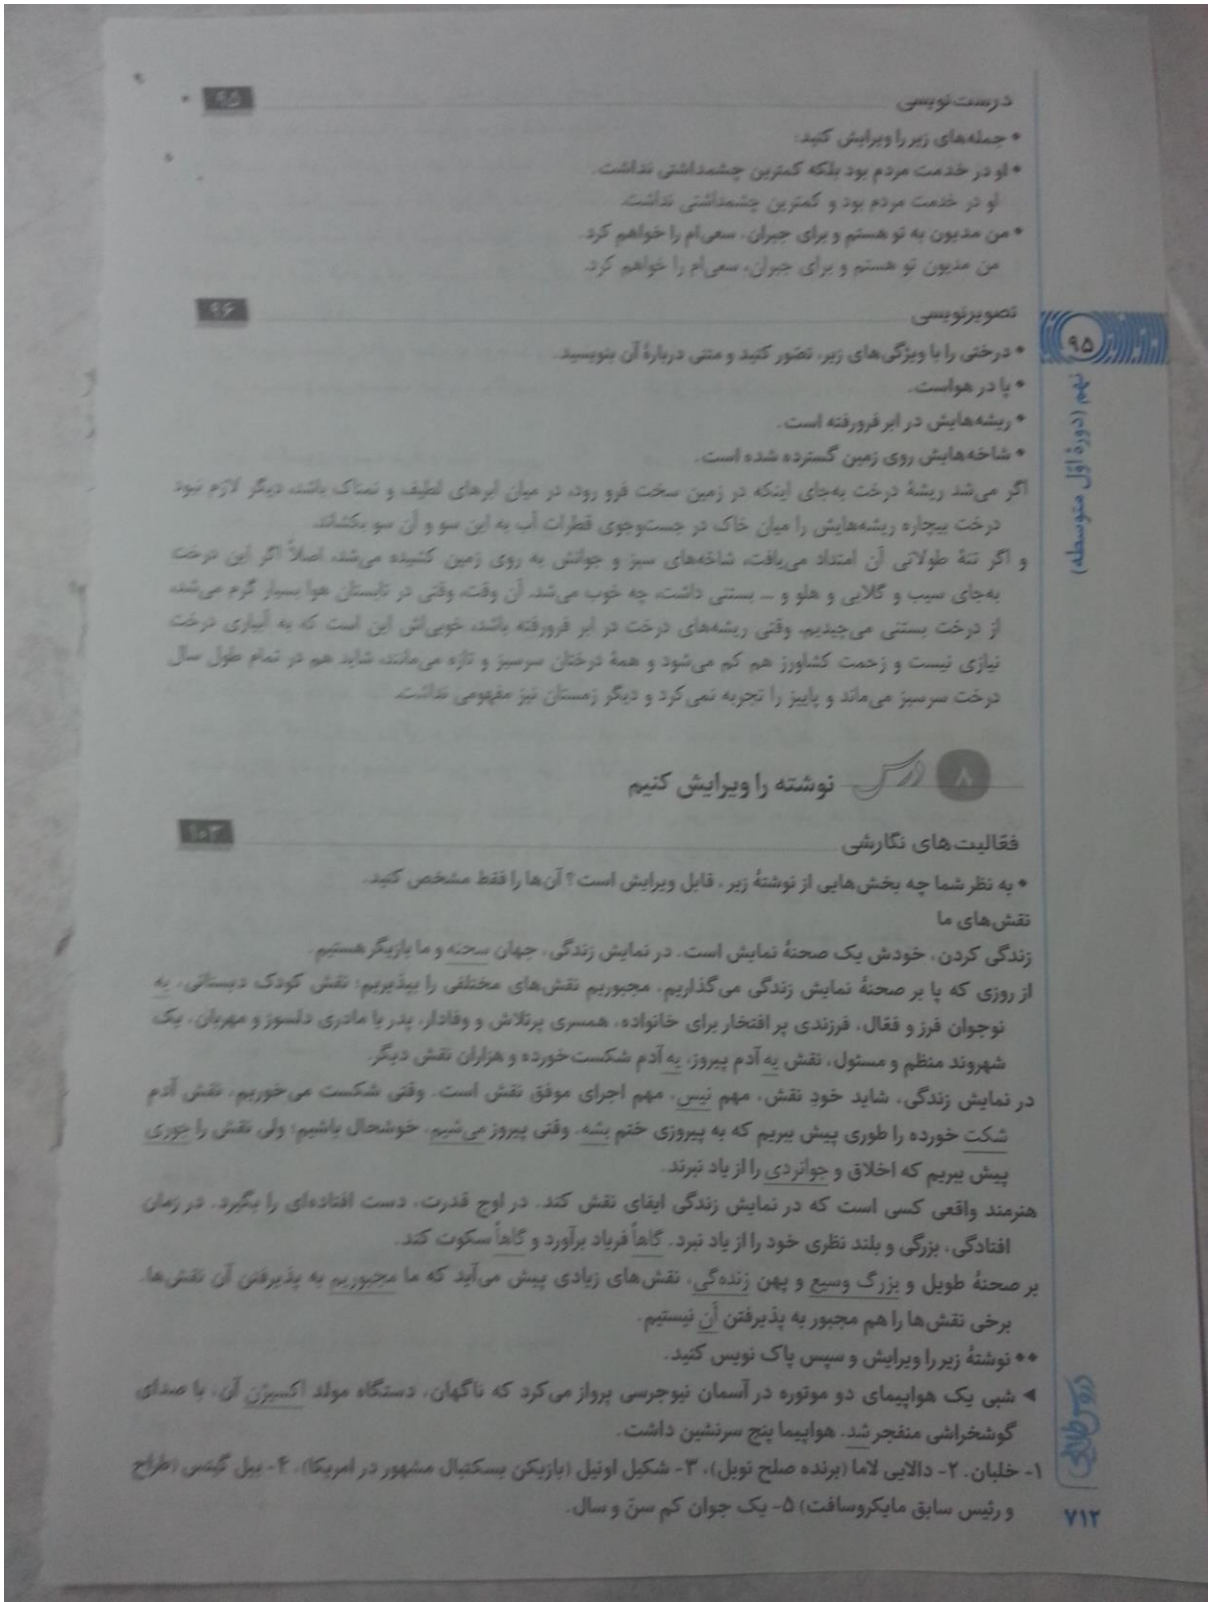 درست‌نویسی ۹۵
• جمله‌های زیر را ویرایش کنید:
• او در خدمت مردم بود بلکه کمترین چشمداشتی نداشت.
او در خدمت مردم بود و کمترین چشمداشتی نداشت.
• من مدیون به تو هستم و برای جبران، سعی‌ام را خواهم کرد.
من مدیون تو هستم و برای جبران، سعی‌ام را خواهم کرد.
تصویرنویسی ۹۶
• درختی را با ویژگی‌های زیر، تصّور کنید و متنی دربارهٔ آن بنویسید.
• پا در هواست.
• ریشه‌هایش در ابر فرورفته است.
• شاخه‌هایش روی زمین گسترده شده است.
اگر می‌شد ریشهٔ درخت به‌جای اینکه در زمین سخت فرو رود، در میان ابرهای لطیف و نمناک باشد، دیگر لازم نبود
درخت بیچاره ریشه‌هایش را میان خاک در جست‌وجوی قطرات آب به این سو و آن سو بکشاند.
و اگر تنهٔ طولانی آن امتداد می‌یافت، شاخه‌های سبز و جوانش به روی زمین کشیده می‌شد، اصلاً اگر این درخت
به‌جای سیب و گلابی و هلو و ... بستنی داشت، چه خوب می‌شد. آن وقت، وقتی در تابستان هوا بسیار گرم می‌شد،
از درخت بستنی می‌چیدیم. وقتی ریشه‌های درخت در ابر فرورفته باشد، خوبی‌اش این است که به آبیاری درخت
نیازی نیست و زحمت کشاورز هم کم می‌شود و همهٔ درختان سرسبز و تازه می‌مانند، شاید هم در تمام طول سال
درخت سرسبز می‌ماند و پاییز را تجربه نمی‌کرد و دیگر زمستان نیز مفهومی نداشت.
درس ۸ نوشته را ویرایش کنیم
فعّالیت‌های نگارشی ۱۰۳
• به نظر شما چه بخش‌هایی از نوشتهٔ زیر، قابل ویرایش است؟ آن‌ها را فقط مشخص کنید.
نقش‌های ما
زندگی کردن، خودش یک صحنهٔ نمایش است. در نمایش زندگی، جهان سحنه و ما بازیگر هستیم.
از روزی که پا بر صحنهٔ نمایش زندگی می‌گذاریم، مجبوریم نقش‌های مختلفی را بپذیریم؛ نقش کودک دبستانی، یه
نوجوان فرز و فعّال، فرزندی پر افتخار برای خانواده، همسری پرتلاش و وفادار، پدر یا مادری دلسوز و مهربان، یک
شهروند منظم و مسئول، نقش یه آدم پیروز، یه آدم شکست‌خورده و هزاران نقش دیگر.
در نمایش زندگی، شاید خودِ نقش، مهم نیس، مهم اجرای موفق نقش است. وقتی شکست می‌خوریم، نقش آدم
شکت خورده را طوری پیش ببریم که به پیروزی ختم بشه. وقتی پیروز می‌شیم، خوشحال باشیم؛ ولی نقش را جوری
پیش ببریم که اخلاق و جوانردی را از یاد نبرند.
هنرمند واقعی کسی است که در نمایش زندگی ایفای نقش کند. در اوج قدرت، دست افتاده‌ای را بگیرد. در زمان
افتادگی، بزرگی و بلند نظری خود را از یاد نبرد. گاهاً فریاد برآورد و گاهاً سکوت کند.
بر صحنهٔ طویل و بزرگ وسیع و پهن زنده‌گی، نقش‌های زیادی پیش می‌آید که ما مجبوریم به پذیرفتن آن نقش‌ها.
برخی نقش‌ها را هم مجبور به پذیرفتن آن نیستیم.
•• نوشتهٔ زیر را ویرایش و سپس پاک نویس کنید.
◄ شبی یک هواپیمای دو موتوره در آسمان نیوجرسی پرواز می‌کرد که ناگهان، دستگاه مولد اکسیژن آن، با صدای
گوشخراشی منفجر شد. هواپیما پنج سرنشین داشت.
۱- خلبان. ۲- دالایی لاما (برنده صلح نوبل)، ۳- شکیل اونیل (بازیکن بسکتبال مشهور در امریکا)، ۴- بیل گیتس (طراح
و رئیس سابق مایکروسافت) ۵- یک جوان کم سنّ و سال.
۹۵
نهم (دورهٔ اوّل متوسطه)
دروس طلایی
۷۱۲